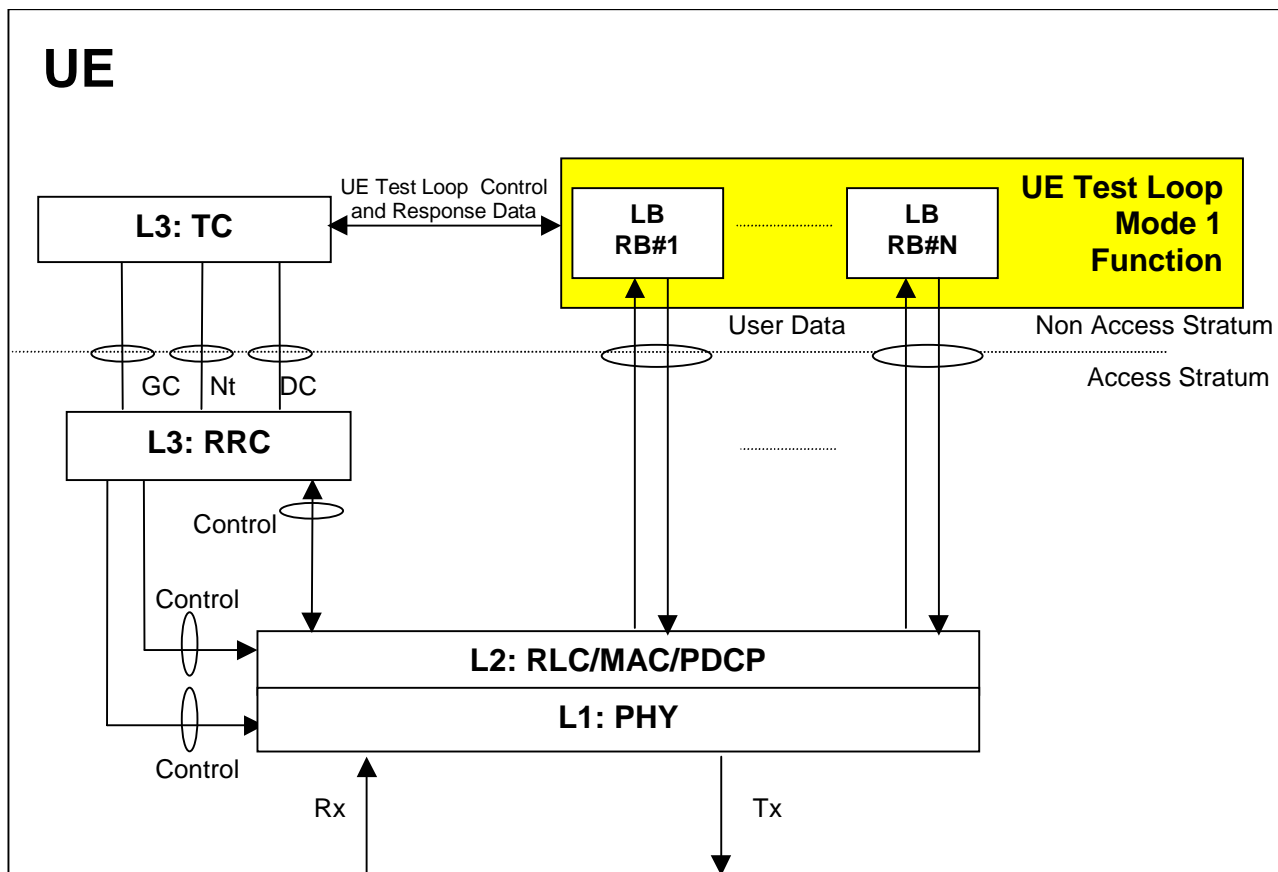 UE
UE Test Loop Control
and Response Data
L3: TC
LB
RB#1
LB
RB#N
UE Test Loop
Mode 1
Function
User Data
Non Access Stratum
Access Stratum
GC
Nt
DC
L3: RRC
Control
Control
L2: RLC/MAC/PDCP
L1: PHY
Control
Rx
Tx